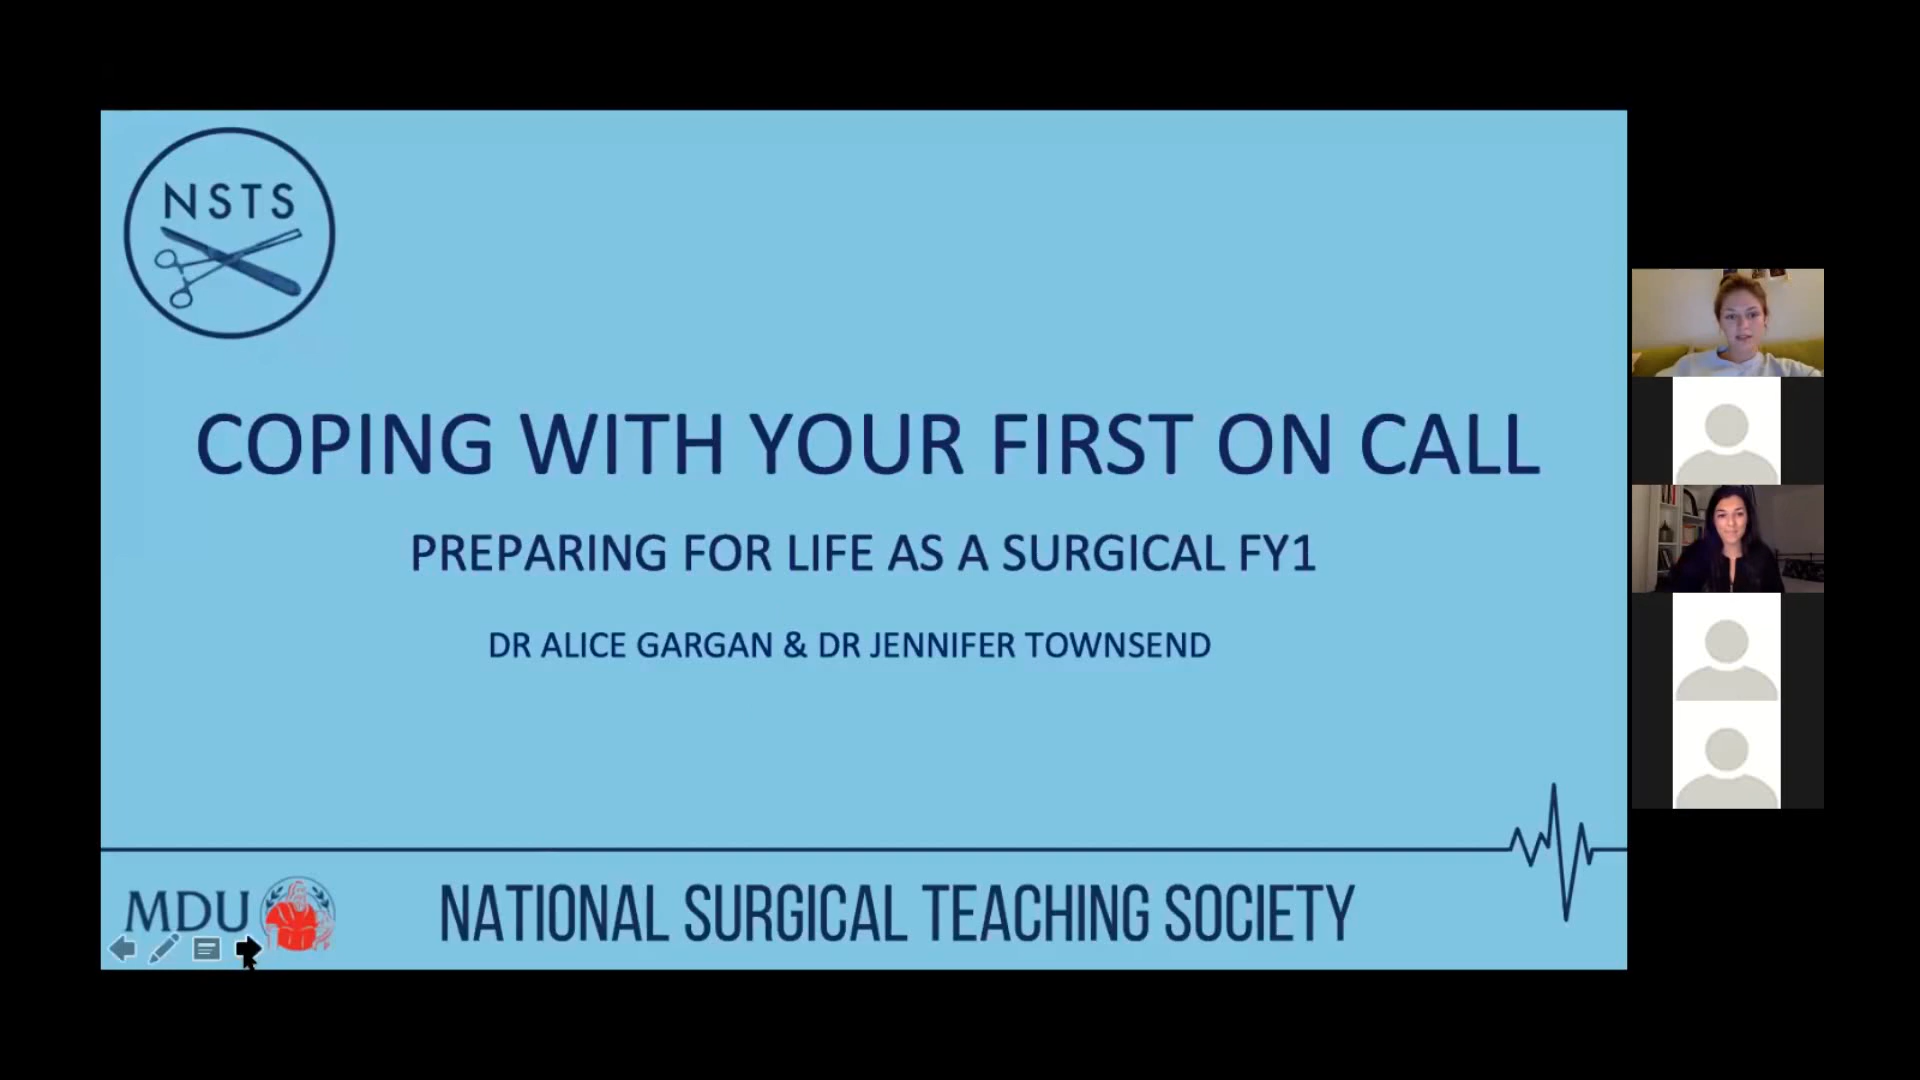 NSTS
COPING WITH YOUR FIRST ON CALL
PREPARING FOR LIFE AS A SURGICAL FY1
DR ALICE GARGAN & DR JENNIFER TOWNSEND
MDU
NATIONAL SURGICAL TEACHING SOCIETY